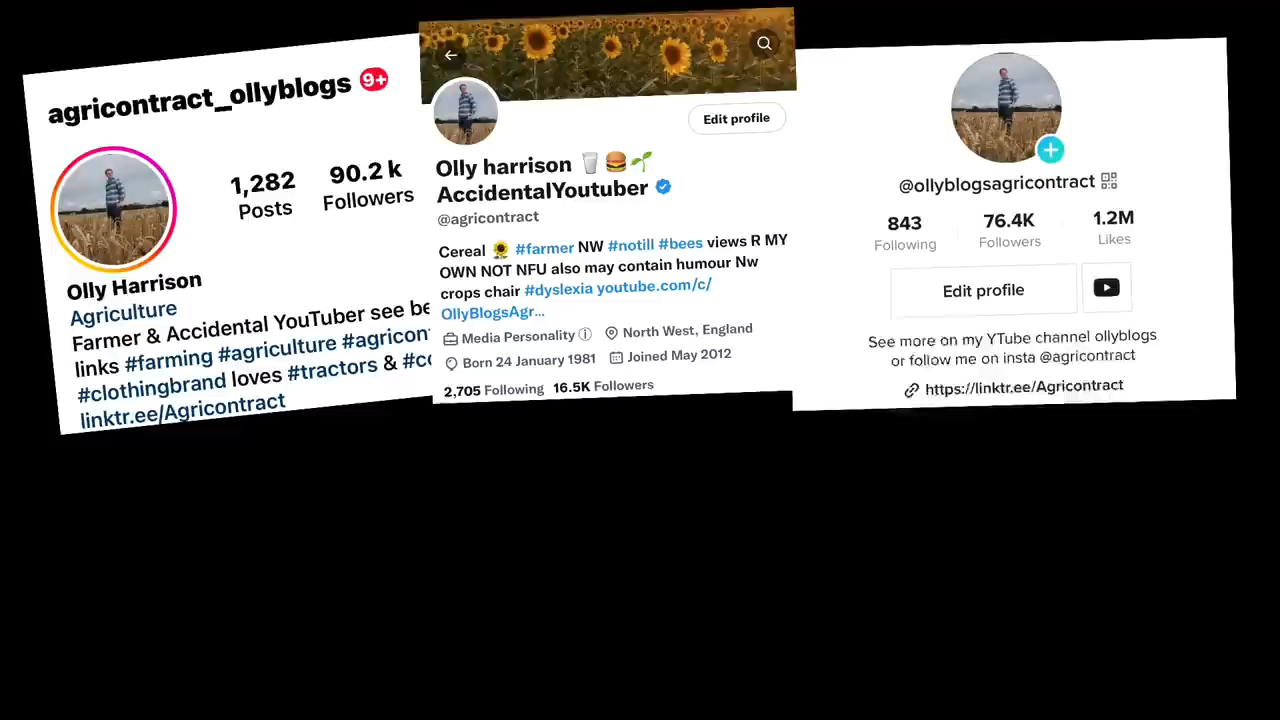 agricontract_ollyblogs 9+
1,282 90.2 k
Posts Followers
Olly Harrison
Agriculture
Farmer & Accidental YouTuber see be
links #farming #agriculture #agricon
#clothingbrand loves #tractors & #co
linktr.ee/Agricontract
Edit profile
Olly harrison 🥛🍔🌱
AccidentalYoutuber
@agricontract
Cereal 🌻 #farmer NW #notill #bees views R MY
OWN NOT NFU also may contain humour Nw
crops chair #dyslexia youtube.com/c/
OllyBlogsAgr...
Media Personality North West, England
Born 24 January 1981 Joined May 2012
2,705 Following 16.5K Followers
@ollyblogsagricontract
843 76.4K 1.2M
Following Followers Likes
Edit profile
See more on my YTube channel ollyblogs
or follow me on insta @agricontract
https://linktr.ee/Agricontract